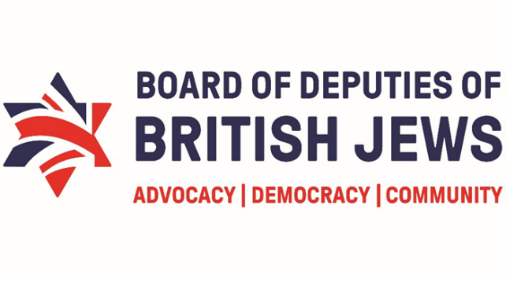 BOARD OF DEPUTIES OF
BRITISH JEWS
ADVOCACY | DEMOCRACY | COMMUNITY